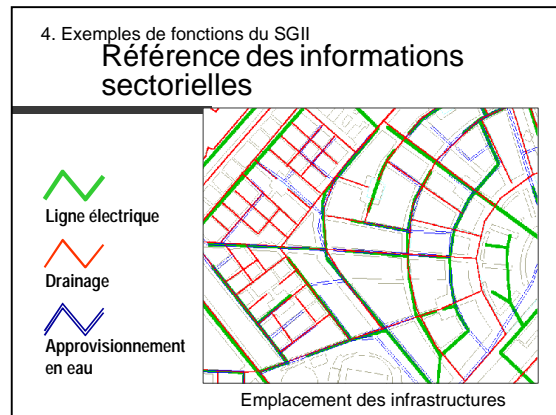 4. Exemples de fonctions du SGII
Référence des informations
sectorielles
Ligne électrique
Drainage
Approvisionnement
en eau
Emplacement des infrastructures